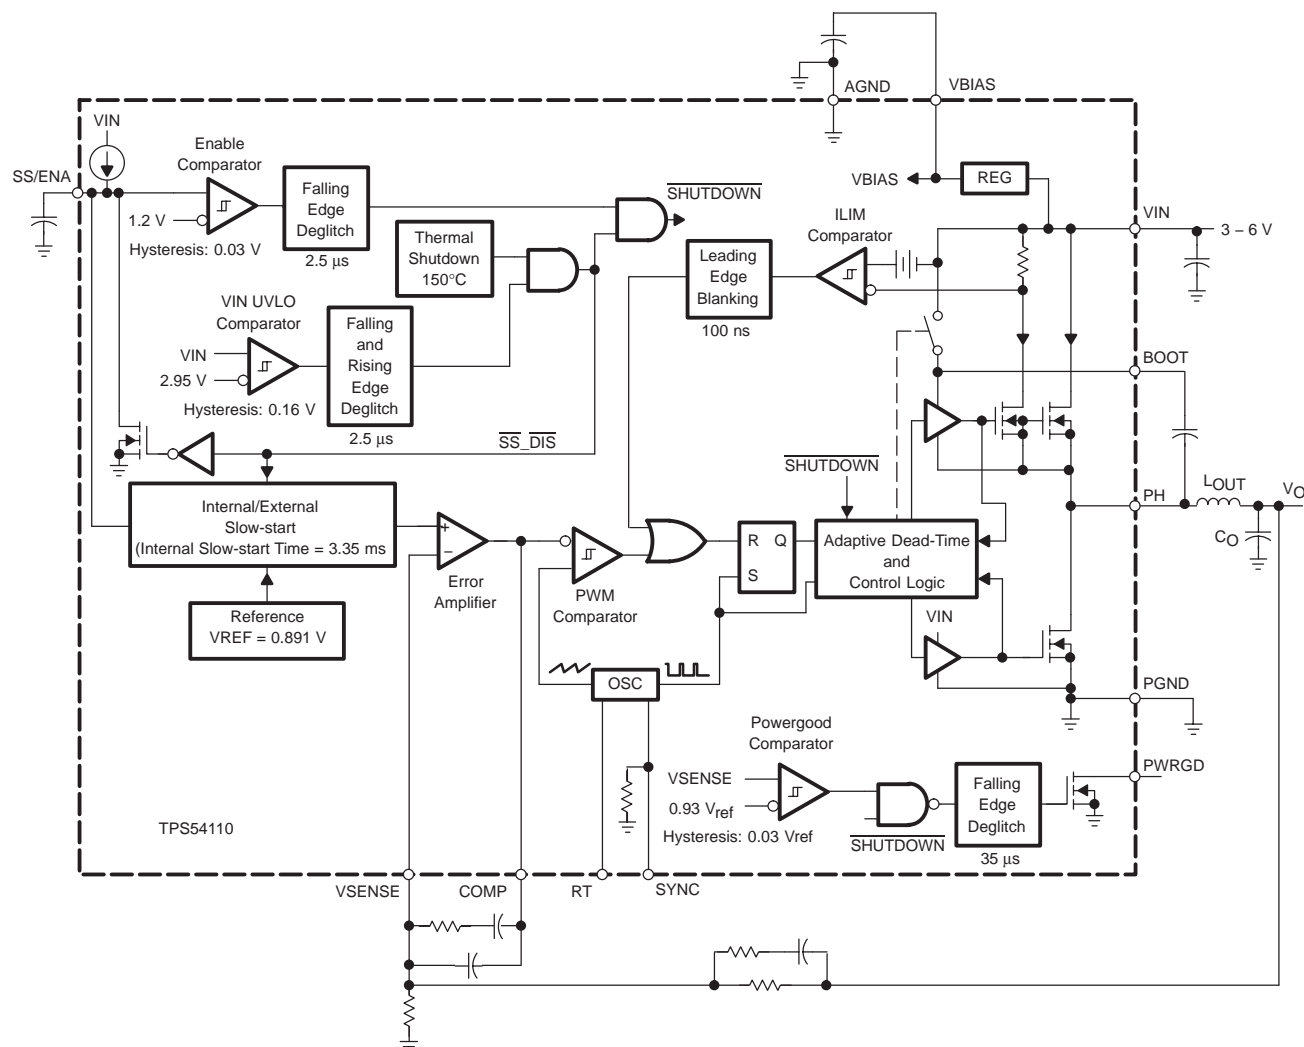 AGND
VBIAS
VIN
Enable
Comparator
SS/ENA
Falling
Edge
Deglitch
1.2 V
Hysteresis: 0.03 V
2.5 μs
SHUTDOWN
VBIAS
REG
VIN
3 – 6 V
Thermal
Shutdown
150°C
ILIM
Comparator
Leading
Edge
Blanking
100 ns
VIN UVLO
Comparator
Falling
and
Rising
Edge
Deglitch
VIN
2.95 V
Hysteresis: 0.16 V
2.5 μs
BOOT
SS_DIS
SHUTDOWN
Internal/External
Slow-start
(Internal Slow-start Time = 3.35 ms
PH
LOUT
VO
CO
+
−
Error
Amplifier
PWM
Comparator
R Q
S
Adaptive Dead-Time
and
Control Logic
Reference
VREF = 0.891 V
VIN
OSC
PGND
Powergood
Comparator
VSENSE
0.93 Vref
Hysteresis: 0.03 Vref
SHUTDOWN
Falling
Edge
Deglitch
35 μs
PWRGD
TPS54110
VSENSE
COMP
RT
SYNC